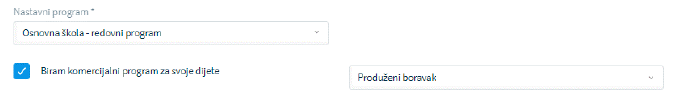 Nastavni program *
Osnovna škola - redovni program
Biram komercijalni program za svoje dijete
Produženi boravak